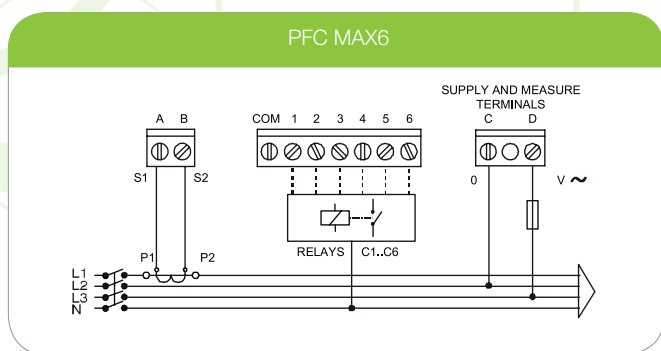 PFC MAX6
SUPPLY AND MEASURE
TERMINALS
A B
COM 1 2 3 4 5 6
C D
S1 S2
0 V ~
RELAYS C1..C6
P1 P2
L1
L2
L3
N